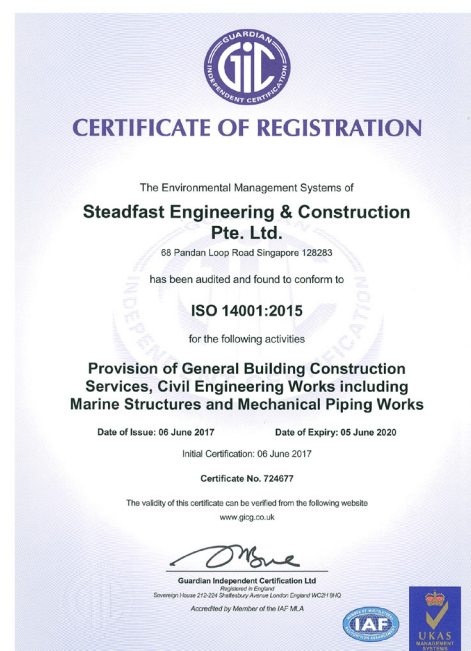 GUARDIAN
GIC
INDEPENDENT CERTIFICATION
CERTIFICATE OF REGISTRATION
The Environmental Management Systems of
Steadfast Engineering & Construction
Pte. Ltd.
68 Pandan Loop Road Singapore 128283
has been audited and found to conform to
ISO 14001:2015
for the following activities
Provision of General Building Construction
Services, Civil Engineering Works including
Marine Structures and Mechanical Piping Works
Date of Issue: 06 June 2017 Date of Expiry: 05 June 2020
Initial Certification: 06 June 2017
Certificate No. 724677
The validity of this certificate can be verified from the following website
www.gicg.co.uk
Guardian Independent Certification Ltd
Registered in England
Sovereign House 212-224 Shaftesbury Avenue London England WC2H 8HQ
Accredited by Member of the IAF MLA
IAF
UKAS
MANAGEMENT
SYSTEMS